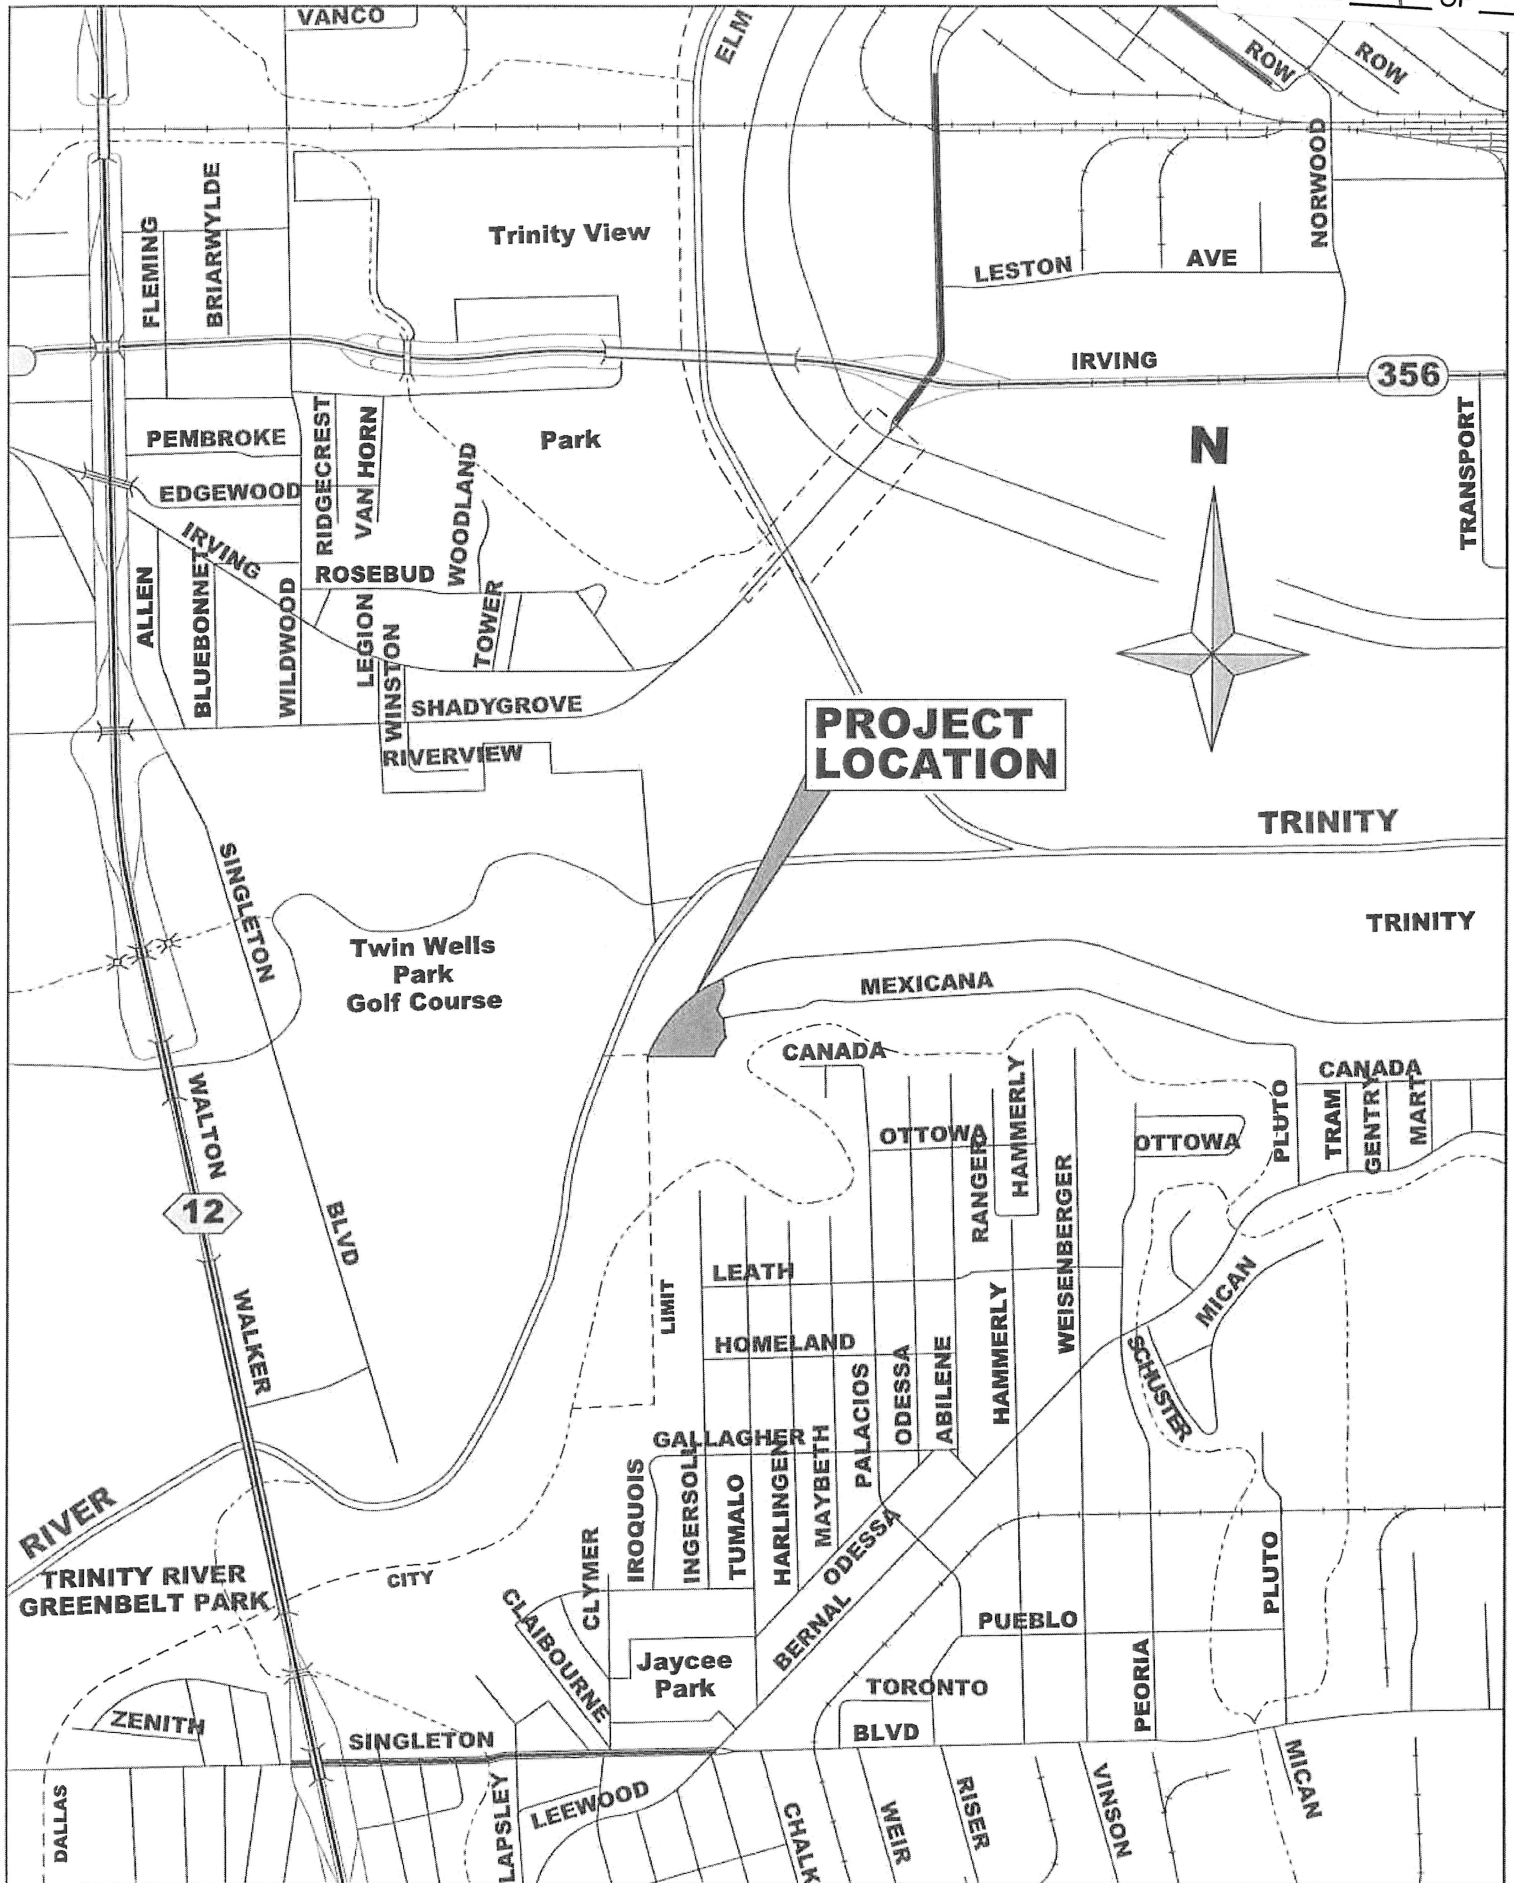 OF
VANCO
ELM
ROW
ROW
NORWOOD
BRIARWYLDE
FLEMING
Trinity View
LESTON
AVE
IRVING
356
TRANSPORT
RIDGECREST
VAN HORN
PEMBROKE
Park
N
WOODLAND
EDGEWOOD
IRVING
ROSEBUD
ALLEN
BLUEBONNET
WILDWOOD
LEGION
WINSTON
TOWER
SHADYGROVE
RIVERVIEW
PROJECT
LOCATION
TRINITY
SINGLETON
TRINITY
Twin Wells
Park
Golf Course
MEXICANA
CANADA
CANADA
WALTON
HAMMERLY
PLUTO
TRAM
GENTRY
MART
OTTOWA
OTTOWA
RANGER
WEISENBERGER
12
BLVD
LEATH
LIMIT
MICAN
WALKER
HAMMERLY
HOMELAND
SCHUSTER
PALACIOS
ODESSA
ABILENE
GALLAGHER
IROQUOIS
INGERSOLL
TUMALO
HARLINGEN
MAYBETH
RIVER
ODESSA
CLYMER
PLUTO
TRINITY RIVER
GREENBELT PARK
CITY
CLAIBOURNE
BERNAL
PUEBLO
Jaycee
Park
PEORIA
TORONTO
ZENITH
SINGLETON
BLVD
MICAN
DALLAS
LAPSLEY
LEEWOOD
CHALK
WEIR
RISER
VINSON